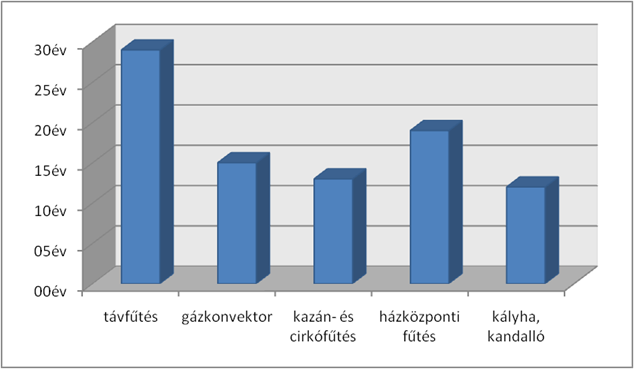 30év
25év
20év
15év
10év
05év
00év
távfűtés
gázkonvektor
kazán- és
cirkófűtés
házközponti
fűtés
kályha,
kandalló